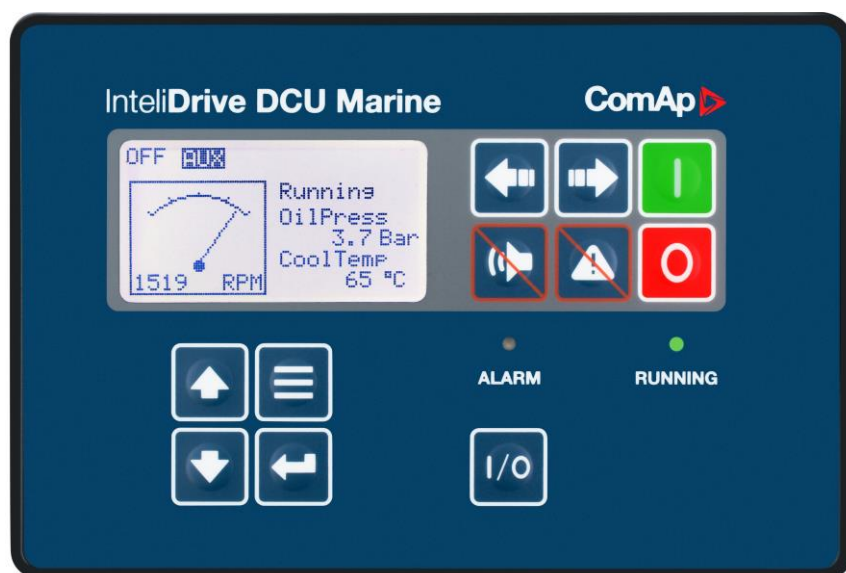 InteliDrive DCU Marine
ComAp
OFF AUX
Running
OilPress
3.7 Bar
CoolTemp
65 °C
1519 RPM
I
O
ALARM
RUNNING
I/O